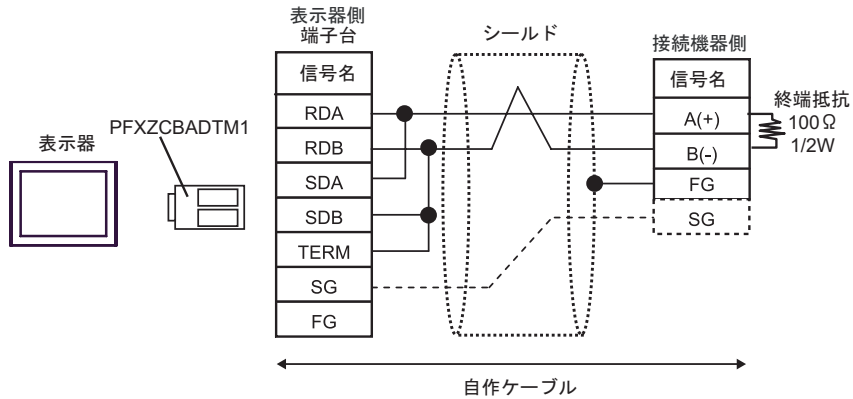 表示器側
端子台
シールド
接続機器側
信号名
信号名
終端抵抗
100Ω
1/2W
表示器
PFXZCBADTM1
RDA
A(+)
RDB
B(-)
SDA
FG
SDB
SG
TERM
SG
FG
自作ケーブル